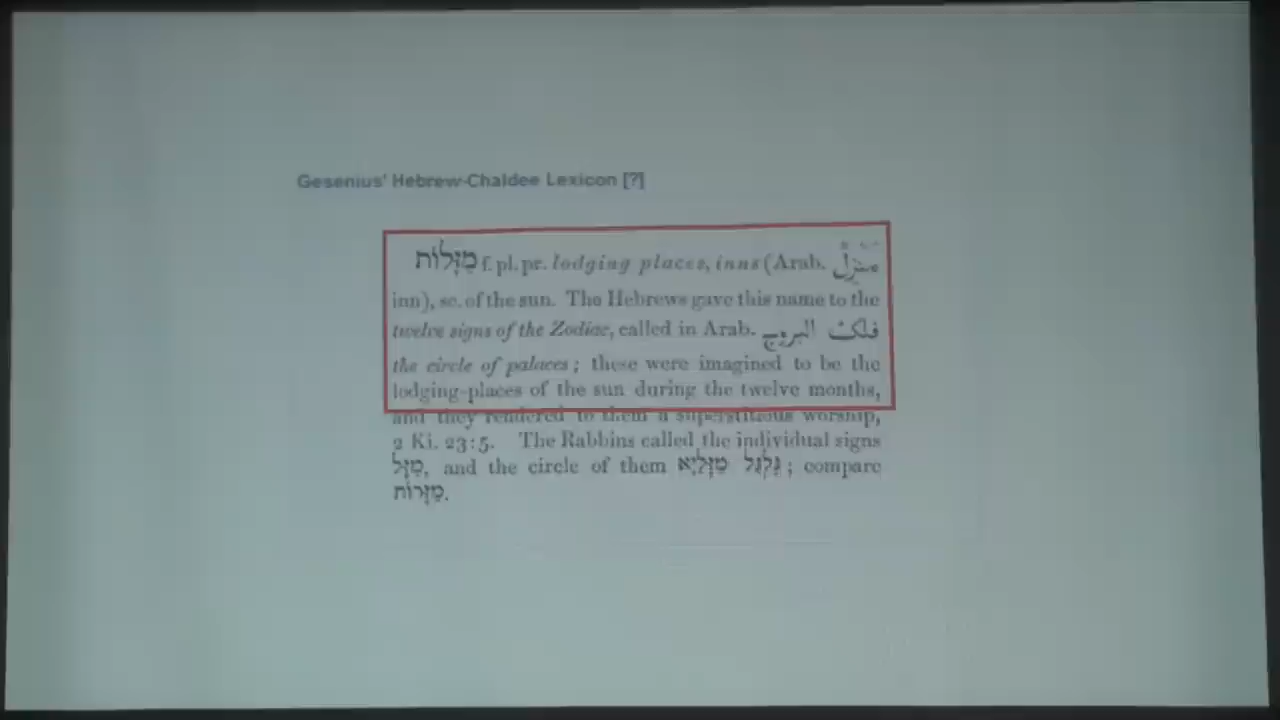 Gesenius' Hebrew-Chaldee Lexicon [?]
מַזָּלוֹת f. pl. pr. lodging places, inns (Arab. مَنْزِلٌ
inn), sc. of the sun. The Hebrews gave this name to the
twelve signs of the Zodiac, called in Arab. فلك البروج
the circle of palaces; these were imagined to be the
lodging-places of the sun during the twelve months,
and they rendered to them a superstitious worship,
2 Ki. 23:5. The Rabbins called the individual signs
מַזָּל, and the circle of them גַּלְגַּל מַזָּלַיָּא; compare
מַזָּרוֹת.